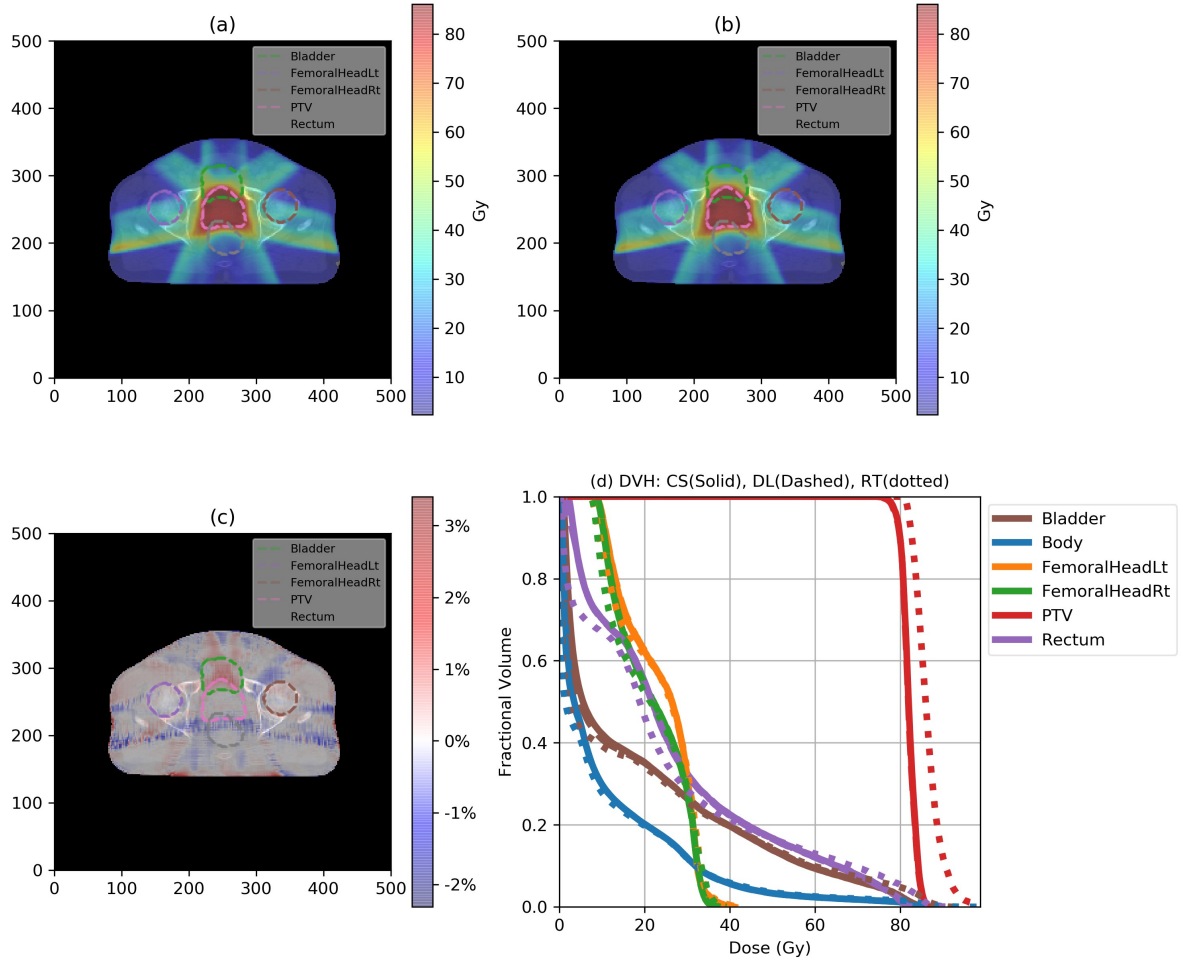 (a)
500
400
300
200
100
0
0 100 200 300 400 500
Bladder
FemoralHeadLt
FemoralHeadRt
PTV
Rectum
80
70
60
50
40
30
20
10
Gy
(b)
500
400
300
200
100
0
0 100 200 300 400 500
Bladder
FemoralHeadLt
FemoralHeadRt
PTV
Rectum
80
70
60
50
40
30
20
10
Gy
(c)
500
400
300
200
100
0
0 100 200 300 400 500
Bladder
FemoralHeadLt
FemoralHeadRt
PTV
Rectum
3%
2%
1%
0%
-1%
-2%
(d) DVH: CS(Solid), DL(Dashed), RT(dotted)
1.0
0.8
0.6
0.4
0.2
0.0
Fractional Volume
0 20 40 60 80
Dose (Gy)
Bladder
Body
FemoralHeadLt
FemoralHeadRt
PTV
Rectum